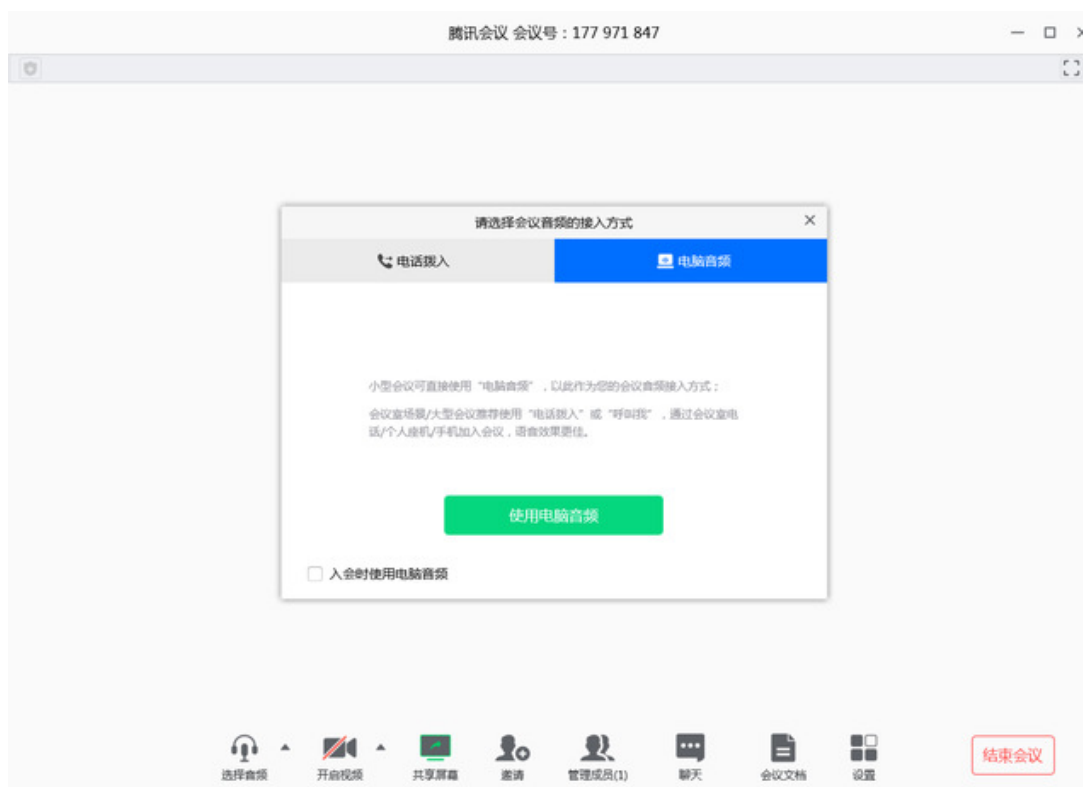 腾讯会议 会议号：177 971 847
请选择会议音频的接入方式
电话拨入
电脑音频
小型会议可直接使用“电脑音频”，以此作为您的会议音频接入方式；
会议室场景/大型会议推荐使用“电话拨入”或“呼叫我”，通过会议室电
话/个人座机/手机加入会议，语音效果更佳。
使用电脑音频
入会时使用电脑音频
选择音频
开启视频
共享屏幕
邀请
管理成员(1)
聊天
会议文档
设置
结束会议